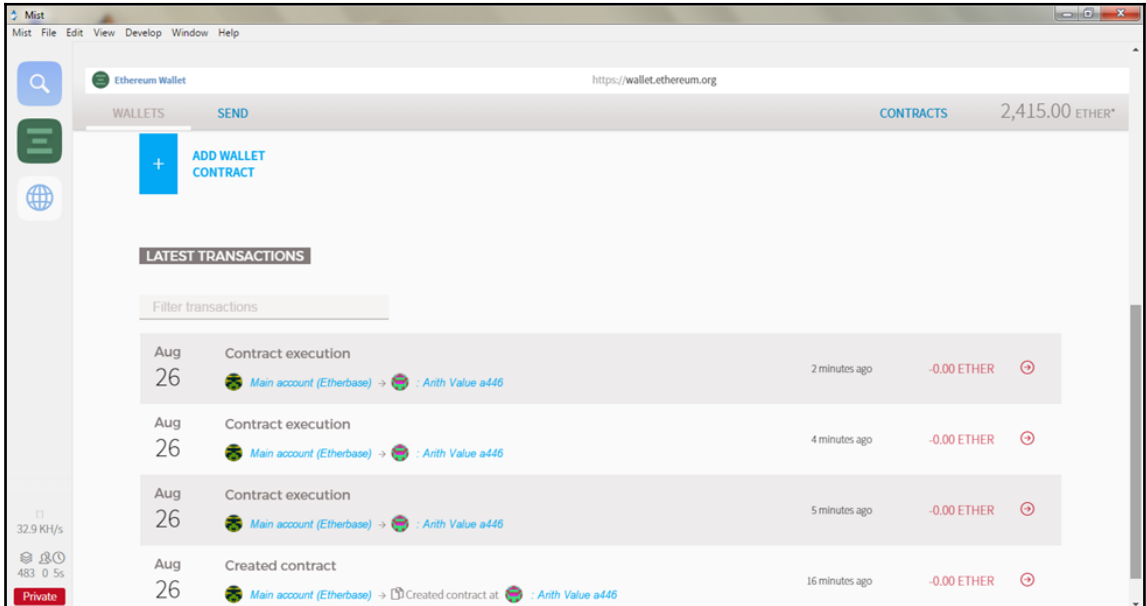 Mist
Mist File Edit View Develop Window Help
Ethereum Wallet
https://wallet.ethereum.org
WALLETS SEND CONTRACTS 2,415.00 ETHER*
+ ADD WALLET
CONTRACT
LATEST TRANSACTIONS
Filter transactions
Aug
26
Contract execution
Main account (Etherbase) → : Arith Value a446
2 minutes ago
-0.00 ETHER
Aug
26
Contract execution
Main account (Etherbase) → : Arith Value a446
4 minutes ago
-0.00 ETHER
Aug
26
Contract execution
Main account (Etherbase) → : Arith Value a446
5 minutes ago
-0.00 ETHER
Aug
26
Created contract
Main account (Etherbase) → Created contract at : Arith Value a446
16 minutes ago
-0.00 ETHER
32.9 KH/s
483 0 5s
Private